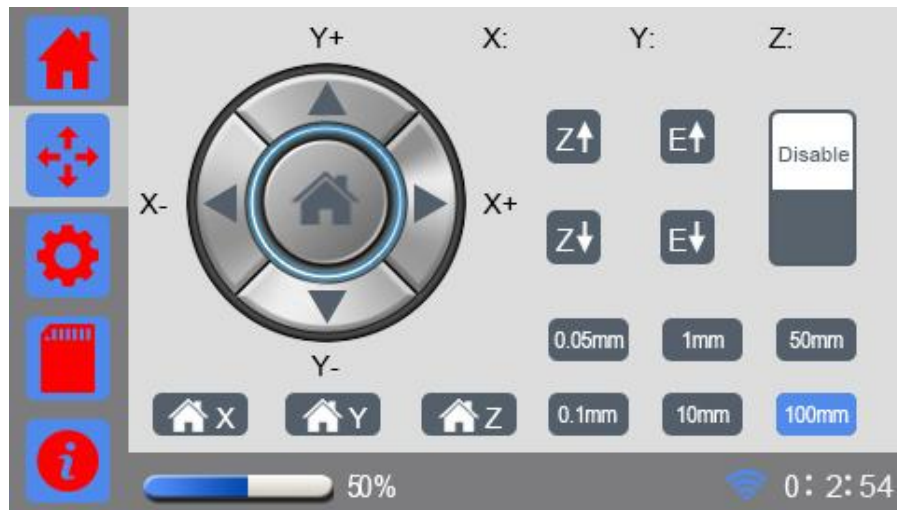 Y+ X: Y: Z:
Z E Disable
X- X+
Z E
0.05mm 1mm 50mm
Y-
X Y Z 0.1mm 10mm 100mm
i 50% 0: 2: 54